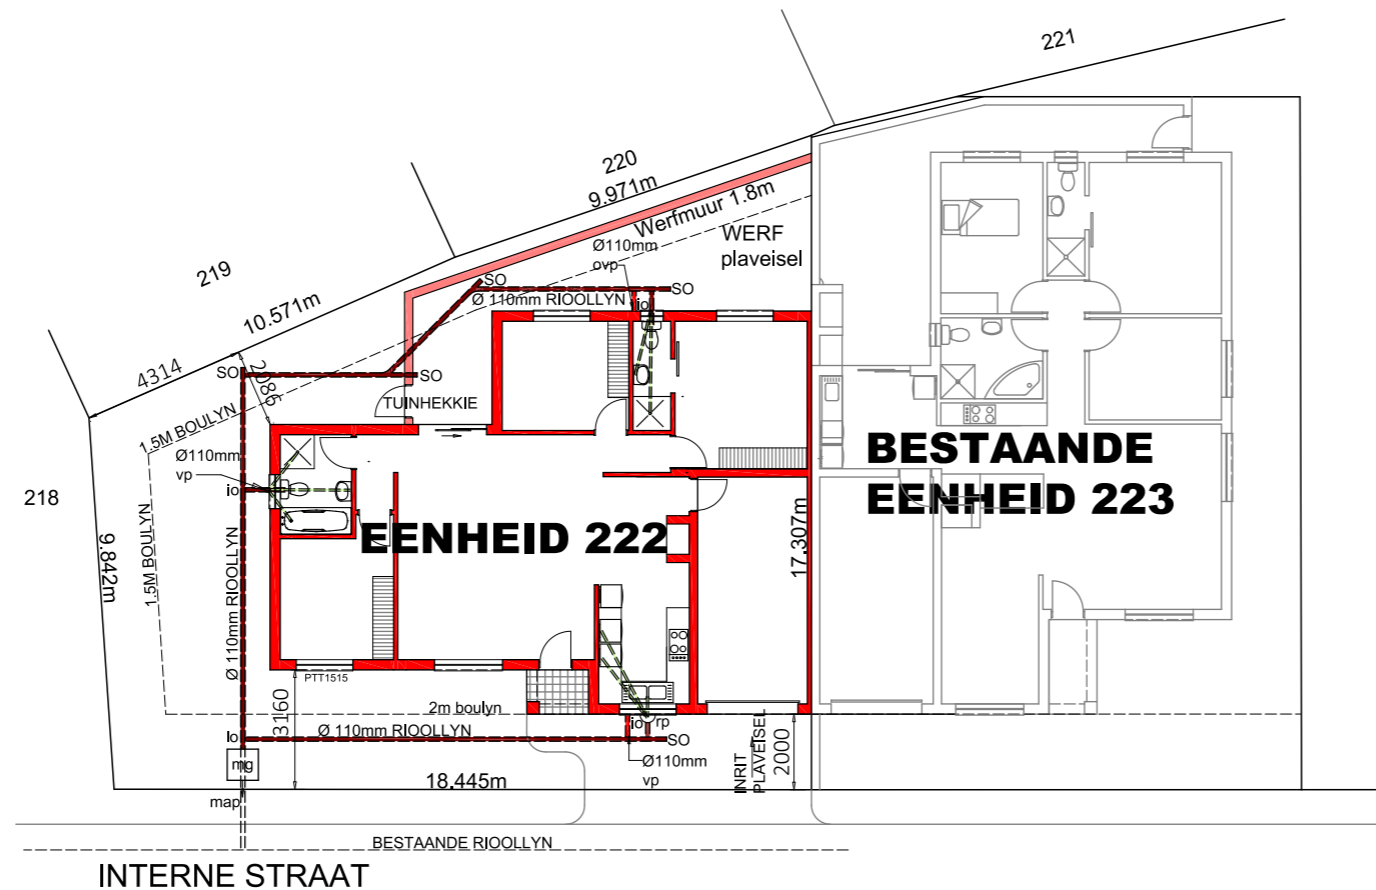 221
220
9.971m
Werfmuur 1.8m
WERF
plaveisel
Ø110mm
ovp
219
10.571m
SO
Ø 110mm RIOOLLYN
io
SO
4314
2086
SO
SO
TUINHEKKIE
1.5M BOULYN
Ø110mm
vp
io
218
9.842m
1.5M BOULYN
Ø 110mm RIOOLLYN
BESTAANDE
EENHEID 223
EENHEID 222
17.307m
PTT1515
3160
2m boulyn
io
rp
Io
Ø 110mm RIOOLLYN
SO
Ø110mm
vp
INRIT
PLAVEISEL
2000
mg
18.445m
map
BESTAANDE RIOOLLYN
INTERNE STRAAT